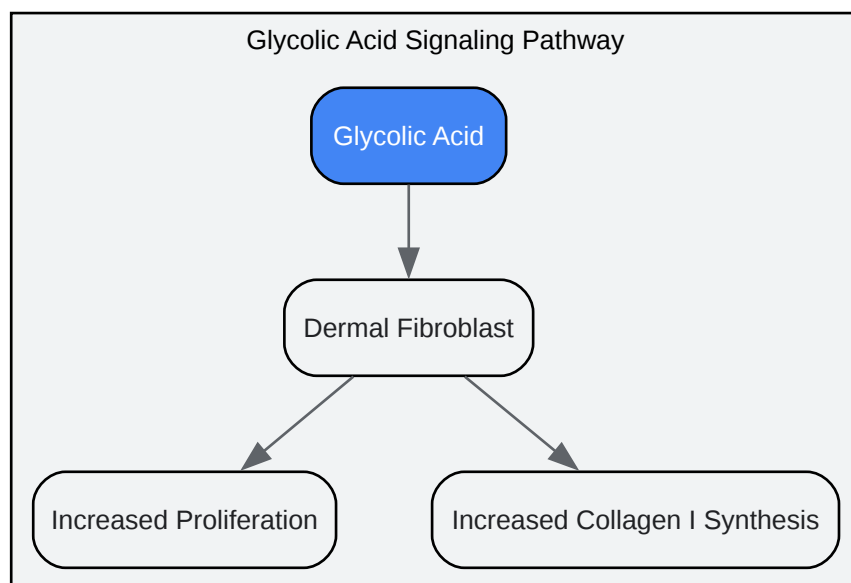 Glycolic Acid Signaling Pathway
Glycolic Acid
Dermal Fibroblast
Increased Proliferation
Increased Collagen I Synthesis